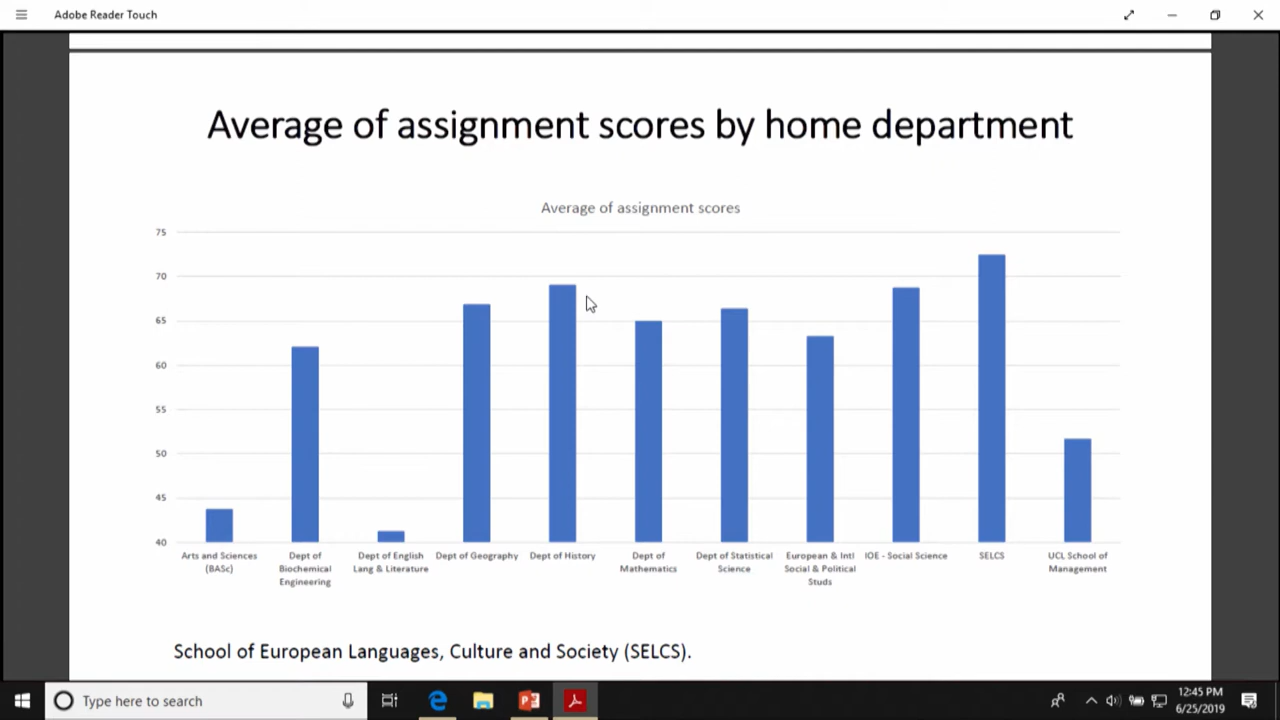 Adobe Reader Touch
Average of assignment scores by home department
Average of assignment scores
75
70
65
60
55
50
45
40
Arts and Sciences
(BASc)
Dept of
Biochemical
Engineering
Dept of English
Lang & Literature
Dept of Geography
Dept of History
Dept of
Mathematics
Dept of Statistical
Science
European & Intl
Social & Political
Studs
IOE - Social Science
SELCS
UCL School of
Management
School of European Languages, Culture and Society (SELCS).
Type here to search
12:45 PM
6/25/2019